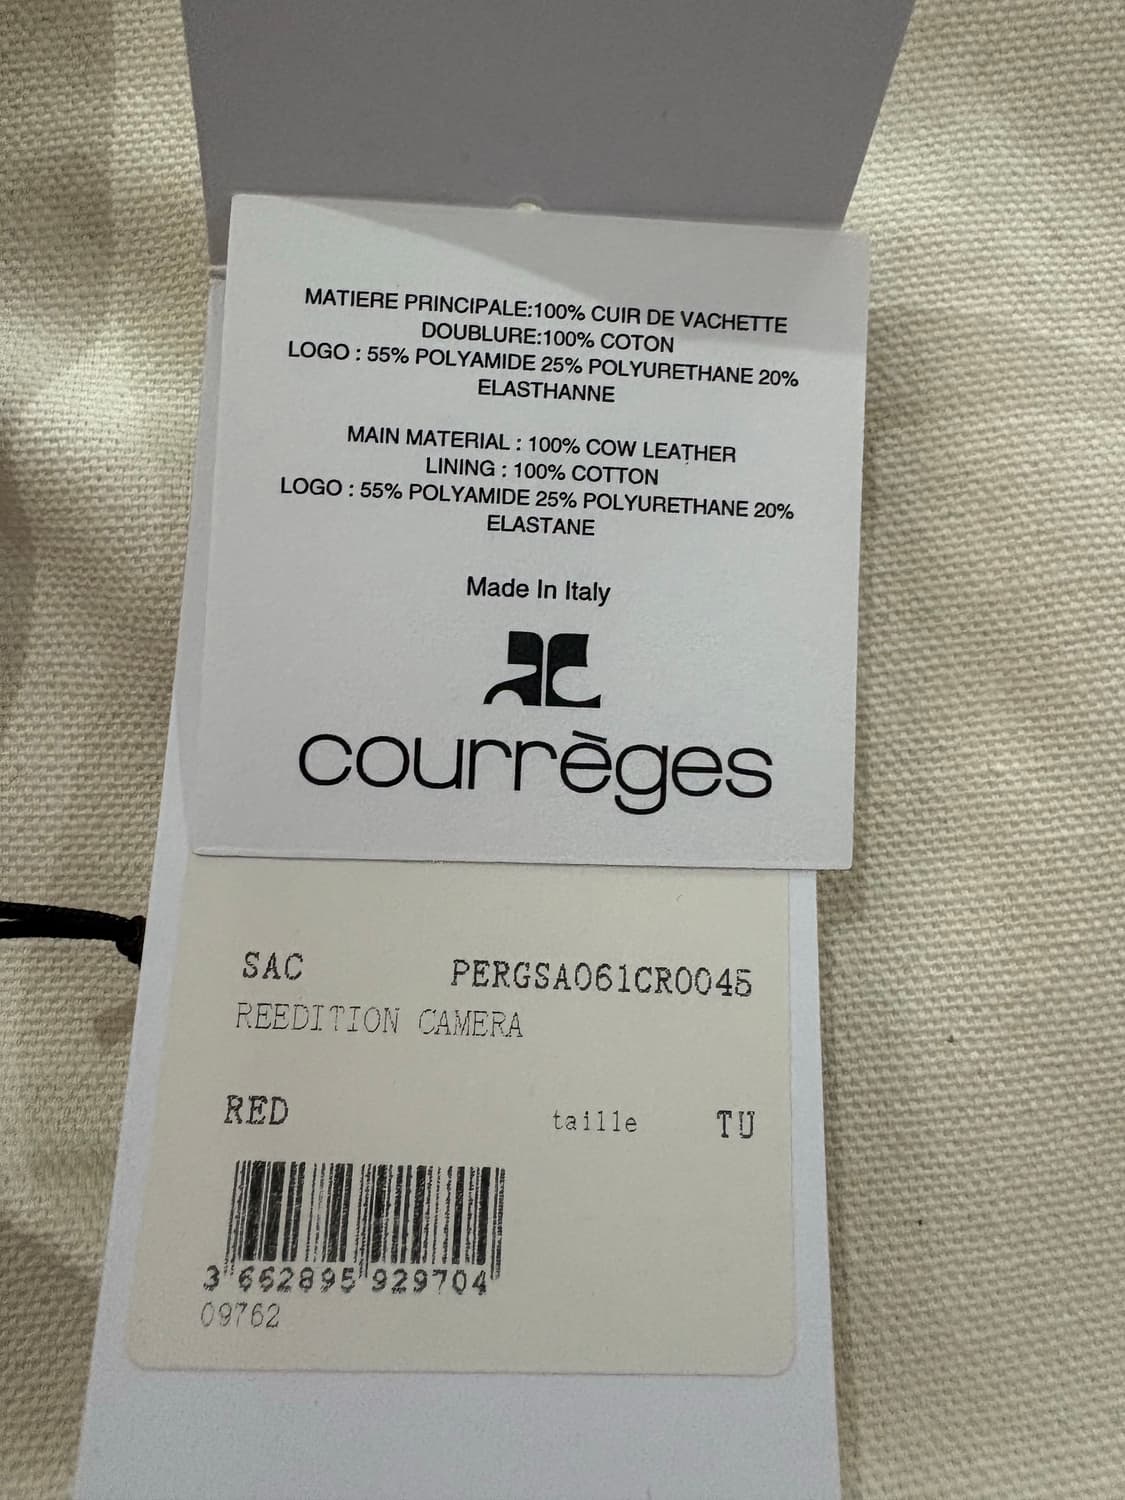 MATIERE PRINCIPALE:100% CUIR DE VACHETTE
DOUBLURE:100% COTON
LOGO : 55% POLYAMIDE 25% POLYURETHANE 20%
ELASTHANNE
MAIN MATERIAL : 100% COW LEATHER
LINING : 100% COTTON
LOGO : 55% POLYAMIDE 25% POLYURETHANE 20%
ELASTANE
Made In Italy
courrèges
SAC PERGSA061CR0045
REEDITION CAMERA
RED taille TU
3 662895 929704
09762